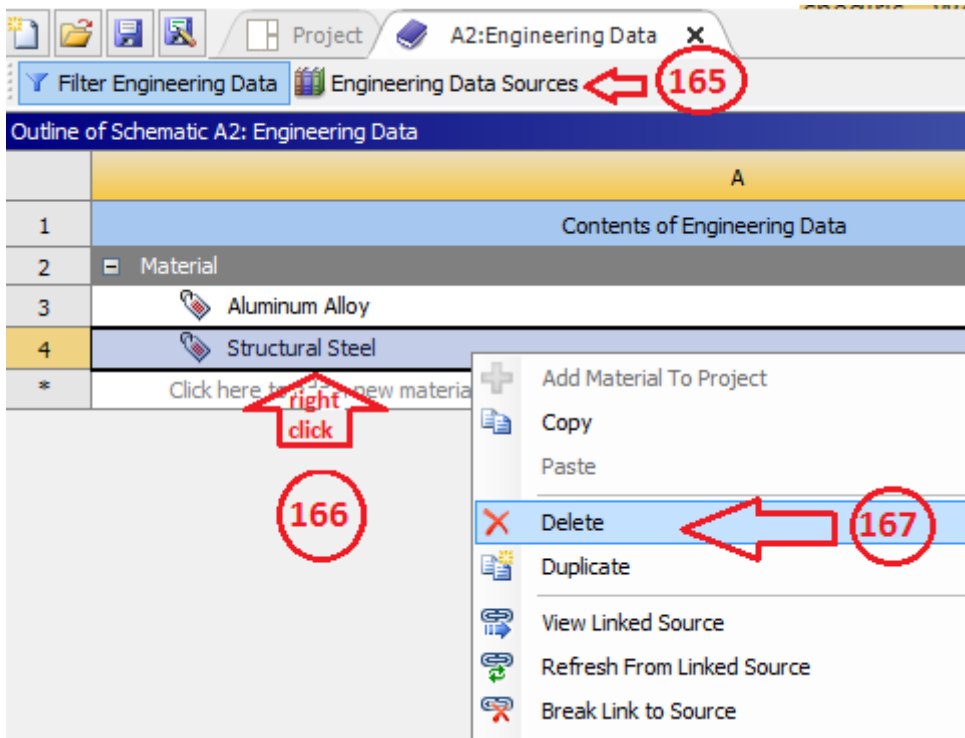 Project A2:Engineering Data
Filter Engineering Data Engineering Data Sources 165
Outline of Schematic A2: Engineering Data
A
1 Contents of Engineering Data
2 Material
3 Aluminum Alloy
4 Structural Steel
* Click here to new materia
right
click
166
Add Material To Project
Copy
Paste
Delete 167
Duplicate
View Linked Source
Refresh From Linked Source
Break Link to Source